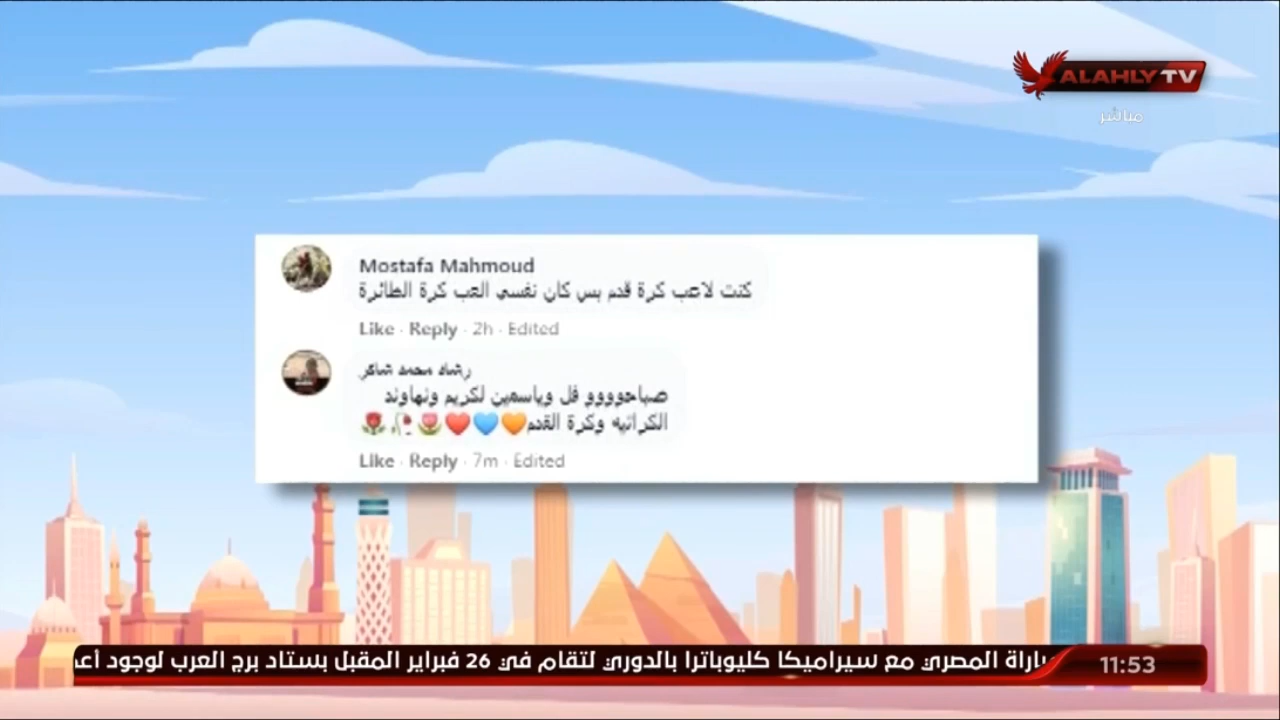 ALAHLY TV
مباشر
Mostafa Mahmoud
كنت لاعب كرة قدم بس كان نفسي العب كرة الطائرة
Like · Reply · 2h · Edited
رشاد محمد شاكر
صباحوووو فل وياسمين لكريم ونهاوند
الكراتيه وكرة القدم🧡💙❤️🌷🥀🌹
Like · Reply · 7m · Edited
باراة المصري مع سيراميكا كليوباترا بالدوري لتقام في 26 فبراير المقبل بستاد برج العرب لوجود أعم
11:53